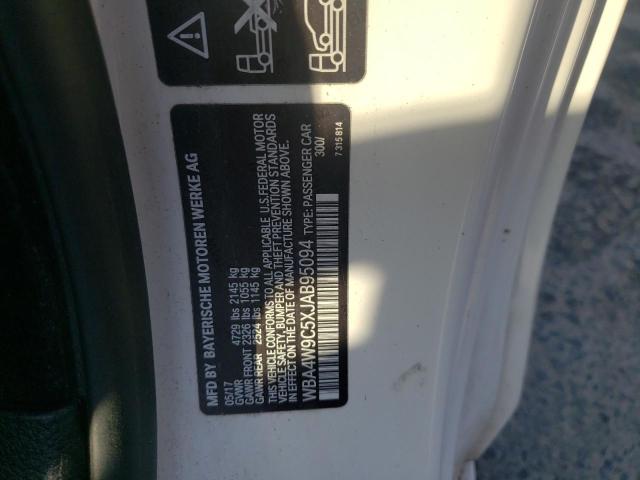 MFD BY BAYERISCHE MOTOREN WERKE AG
05/17
GVWR 4729 lbs 2145 kg
GAWR FRONT 2326 lbs 1055 kg
GAWR REAR 2524 lbs 1145 kg
THIS VEHICLE CONFORMS TO ALL APPLICABLE U.S.FEDERAL MOTOR
VEHICLE SAFETY, BUMPER AND THEFT PREVENTION STANDARDS
IN EFFECT ON THE DATE OF MANUFACTURE SHOWN ABOVE.
WBA4W9C5XJAB95094 TYPE: PASSENGER CAR
300/
7 315 814